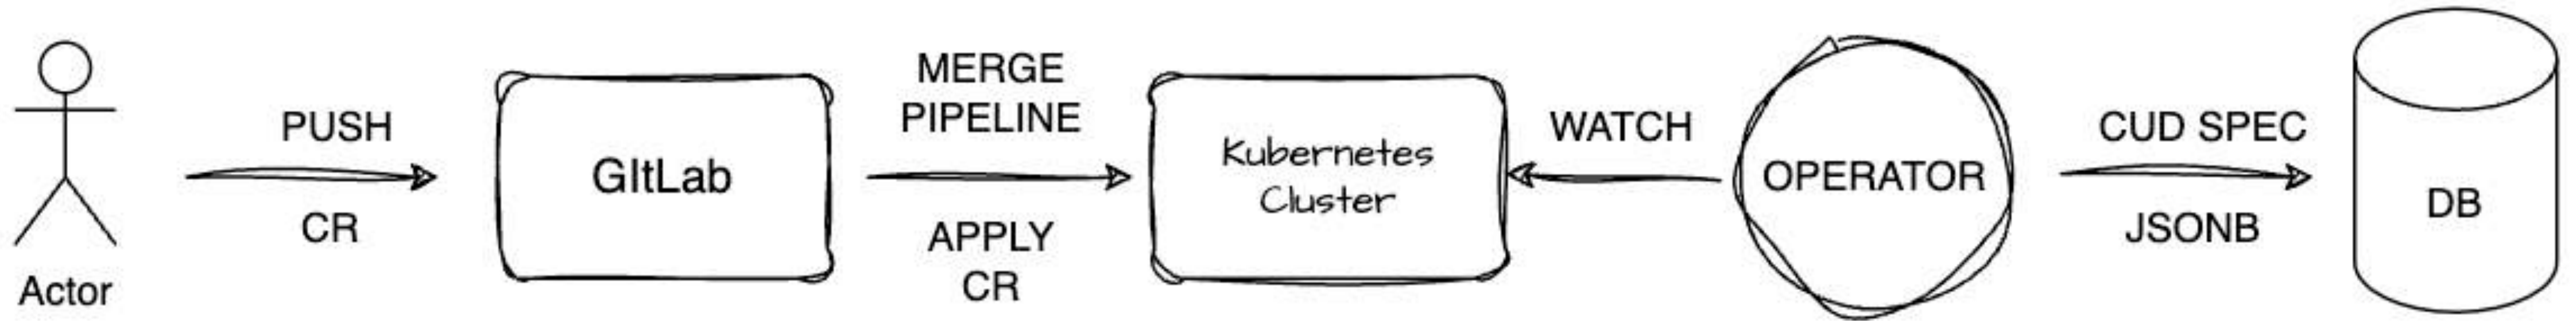 Actor
PUSH
CR
GItLab
MERGE
PIPELINE
APPLY
CR
Kubernetes
Cluster
WATCH
OPERATOR
CUD SPEC
JSONB
DB